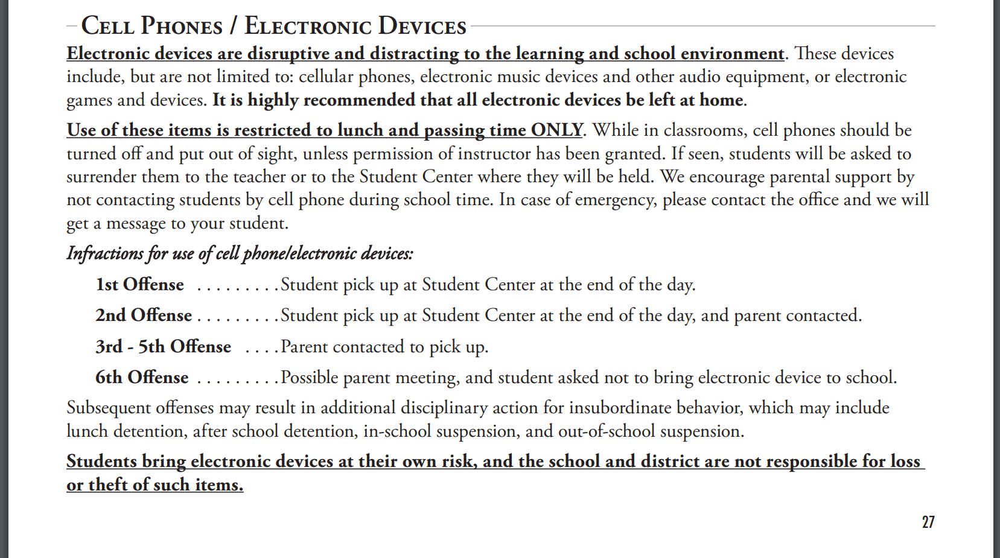 Cell Phones / Electronic Devices
Electronic devices are disruptive and distracting to the learning and school environment. These devices
include, but are not limited to: cellular phones, electronic music devices and other audio equipment, or electronic
games and devices. It is highly recommended that all electronic devices be left at home.
Use of these items is restricted to lunch and passing time ONLY. While in classrooms, cell phones should be
turned off and put out of sight, unless permission of instructor has been granted. If seen, students will be asked to
surrender them to the teacher or to the Student Center where they will be held. We encourage parental support by
not contacting students by cell phone during school time. In case of emergency, please contact the office and we will
get a message to your student.
Infractions for use of cell phone/electronic devices:
1st Offense . . . . . . . . . Student pick up at Student Center at the end of the day.
2nd Offense . . . . . . . . . Student pick up at Student Center at the end of the day, and parent contacted.
3rd - 5th Offense . . . . Parent contacted to pick up.
6th Offense . . . . . . . . . Possible parent meeting, and student asked not to bring electronic device to school.
Subsequent offenses may result in additional disciplinary action for insubordinate behavior, which may include
lunch detention, after school detention, in-school suspension, and out-of-school suspension.
Students bring electronic devices at their own risk, and the school and district are not responsible for loss
or theft of such items.
27